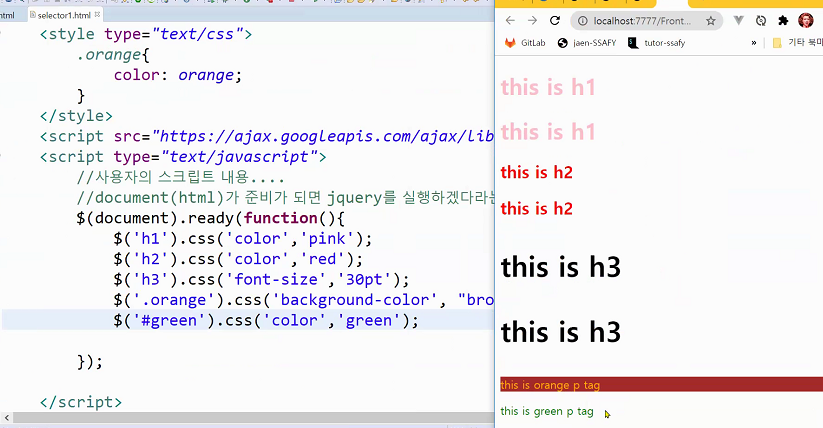 html
selector1.html
<style type="text/css">
.orange{
color: orange;
}
</style>
<script src="https://ajax.googleapis.com/ajax/lib
<script type="text/javascript">
//사용자의 스크립트 내용....
//document(html)가 준비가 되면 jquery를 실행하겠다라는
$(document).ready(function(){
$('h1').css('color','pink');
$('h2').css('color','red');
$('h3').css('font-size','30pt');
$('.orange').css('background-color', "bro
$('#green').css('color','green');
});
</script>
localhost:7777/Front...
GitLab
jaen-SSAFY
tutor-ssafy
»
기타 북마
this is h1
this is h1
this is h2
this is h2
this is h3
this is h3
this is orange p tag
this is green p tag